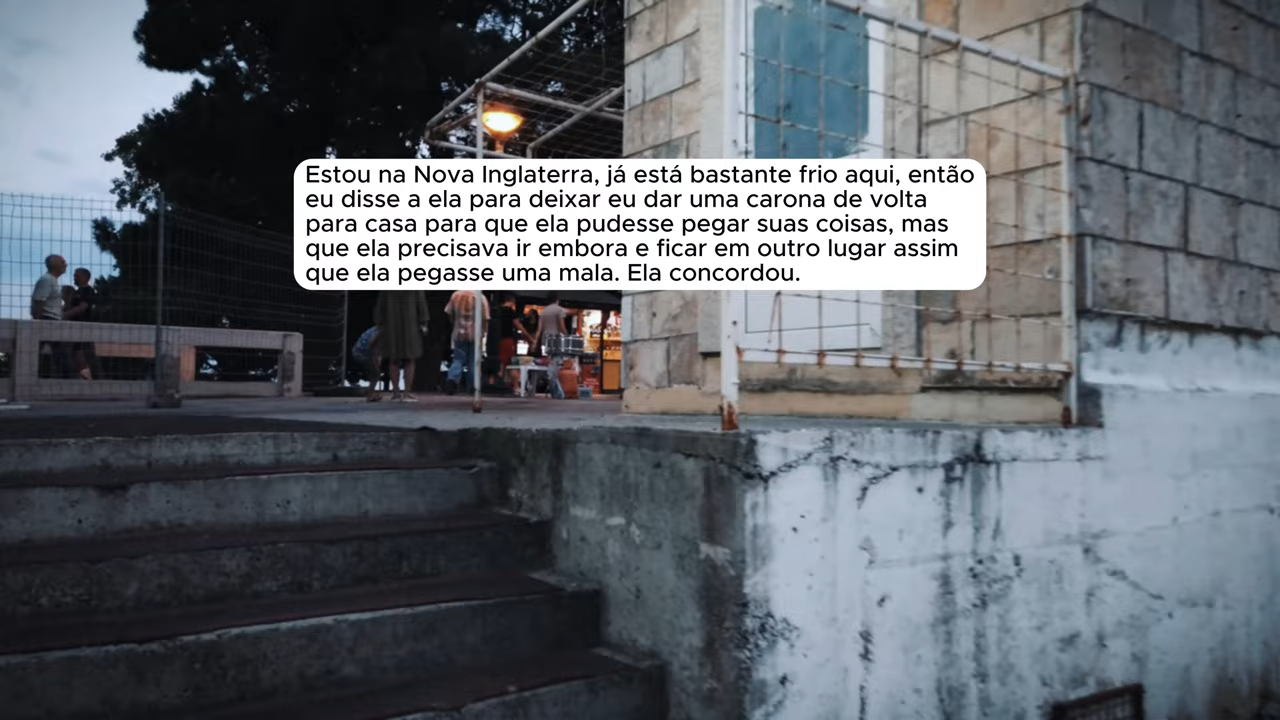 Estou na Nova Inglaterra, já está bastante frio aqui, então
eu disse a ela para deixar eu dar uma carona de volta
para casa para que ela pudesse pegar suas coisas, mas
que ela precisava ir embora e ficar em outro lugar assim
que ela pegasse uma mala. Ela concordou.